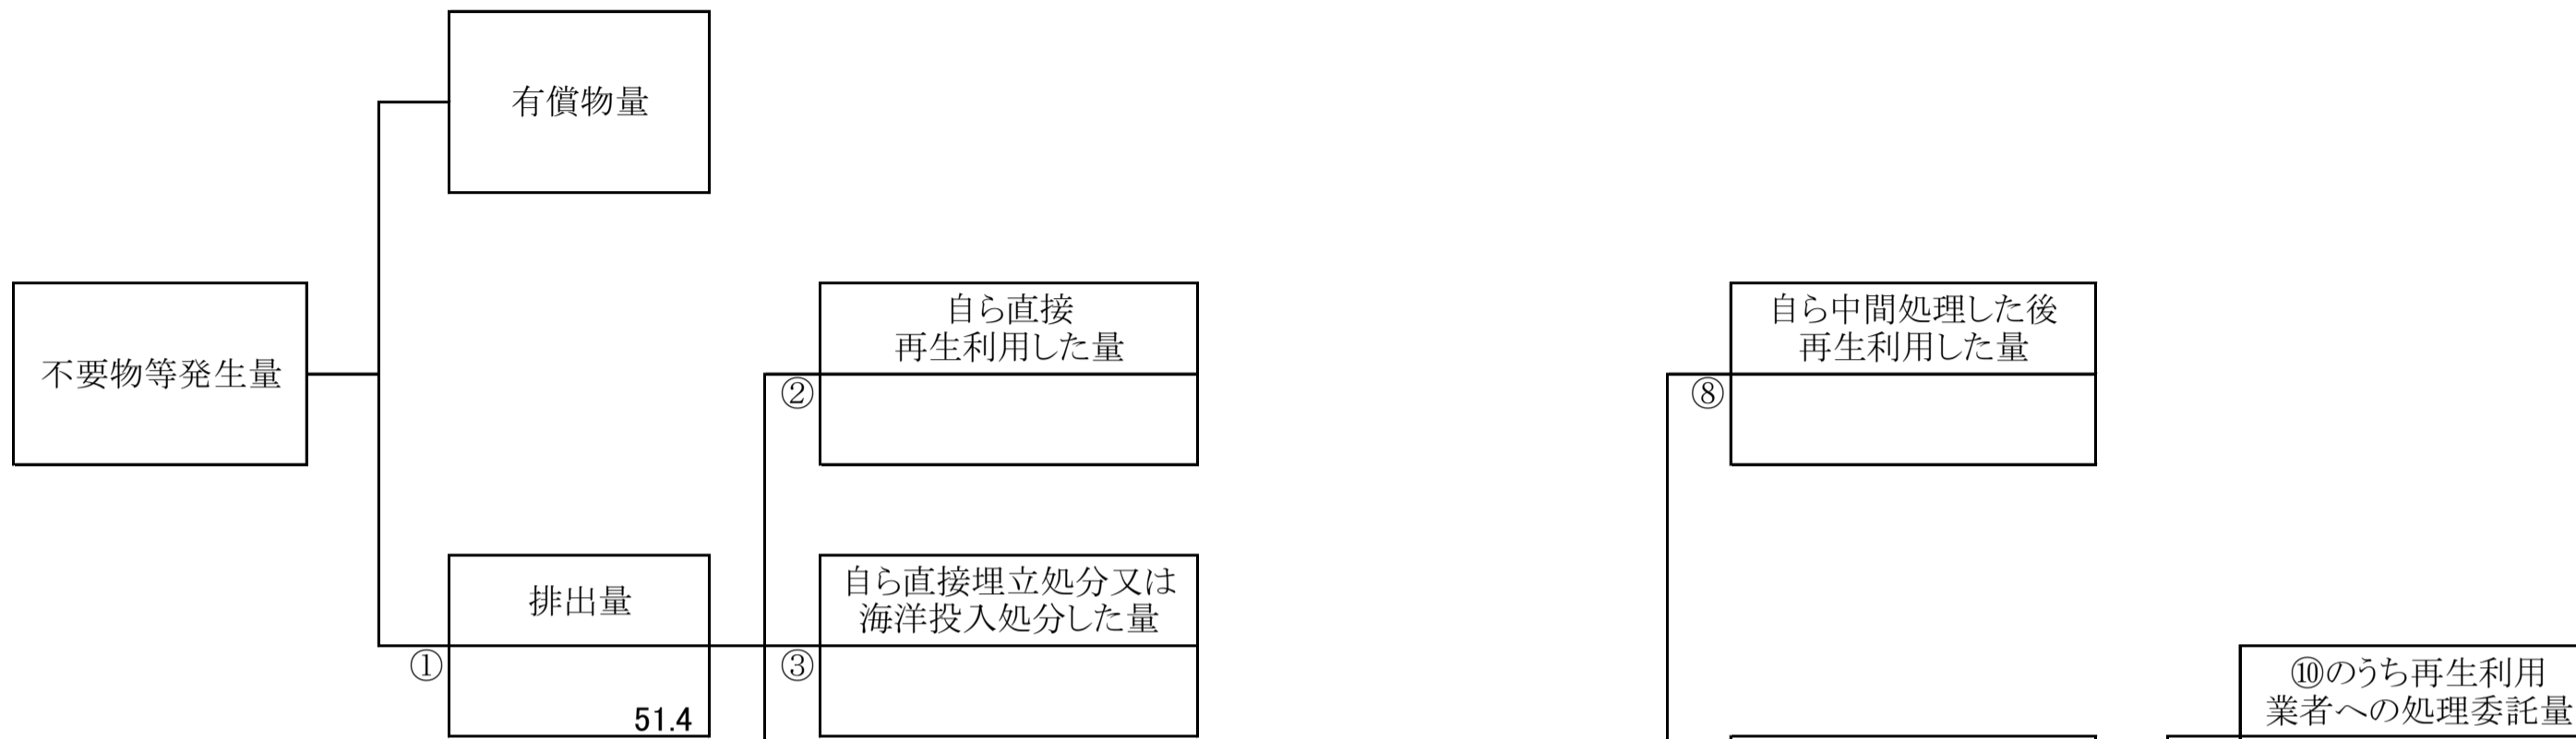 有償物量
不要物等発生量
自ら直接
再生利用した量
②
自ら中間処理した後
再生利用した量
⑧
排出量
①
51.4
自ら直接埋立処分又は
海洋投入処分した量
③
⑩のうち再生利用
業者への処理委託量